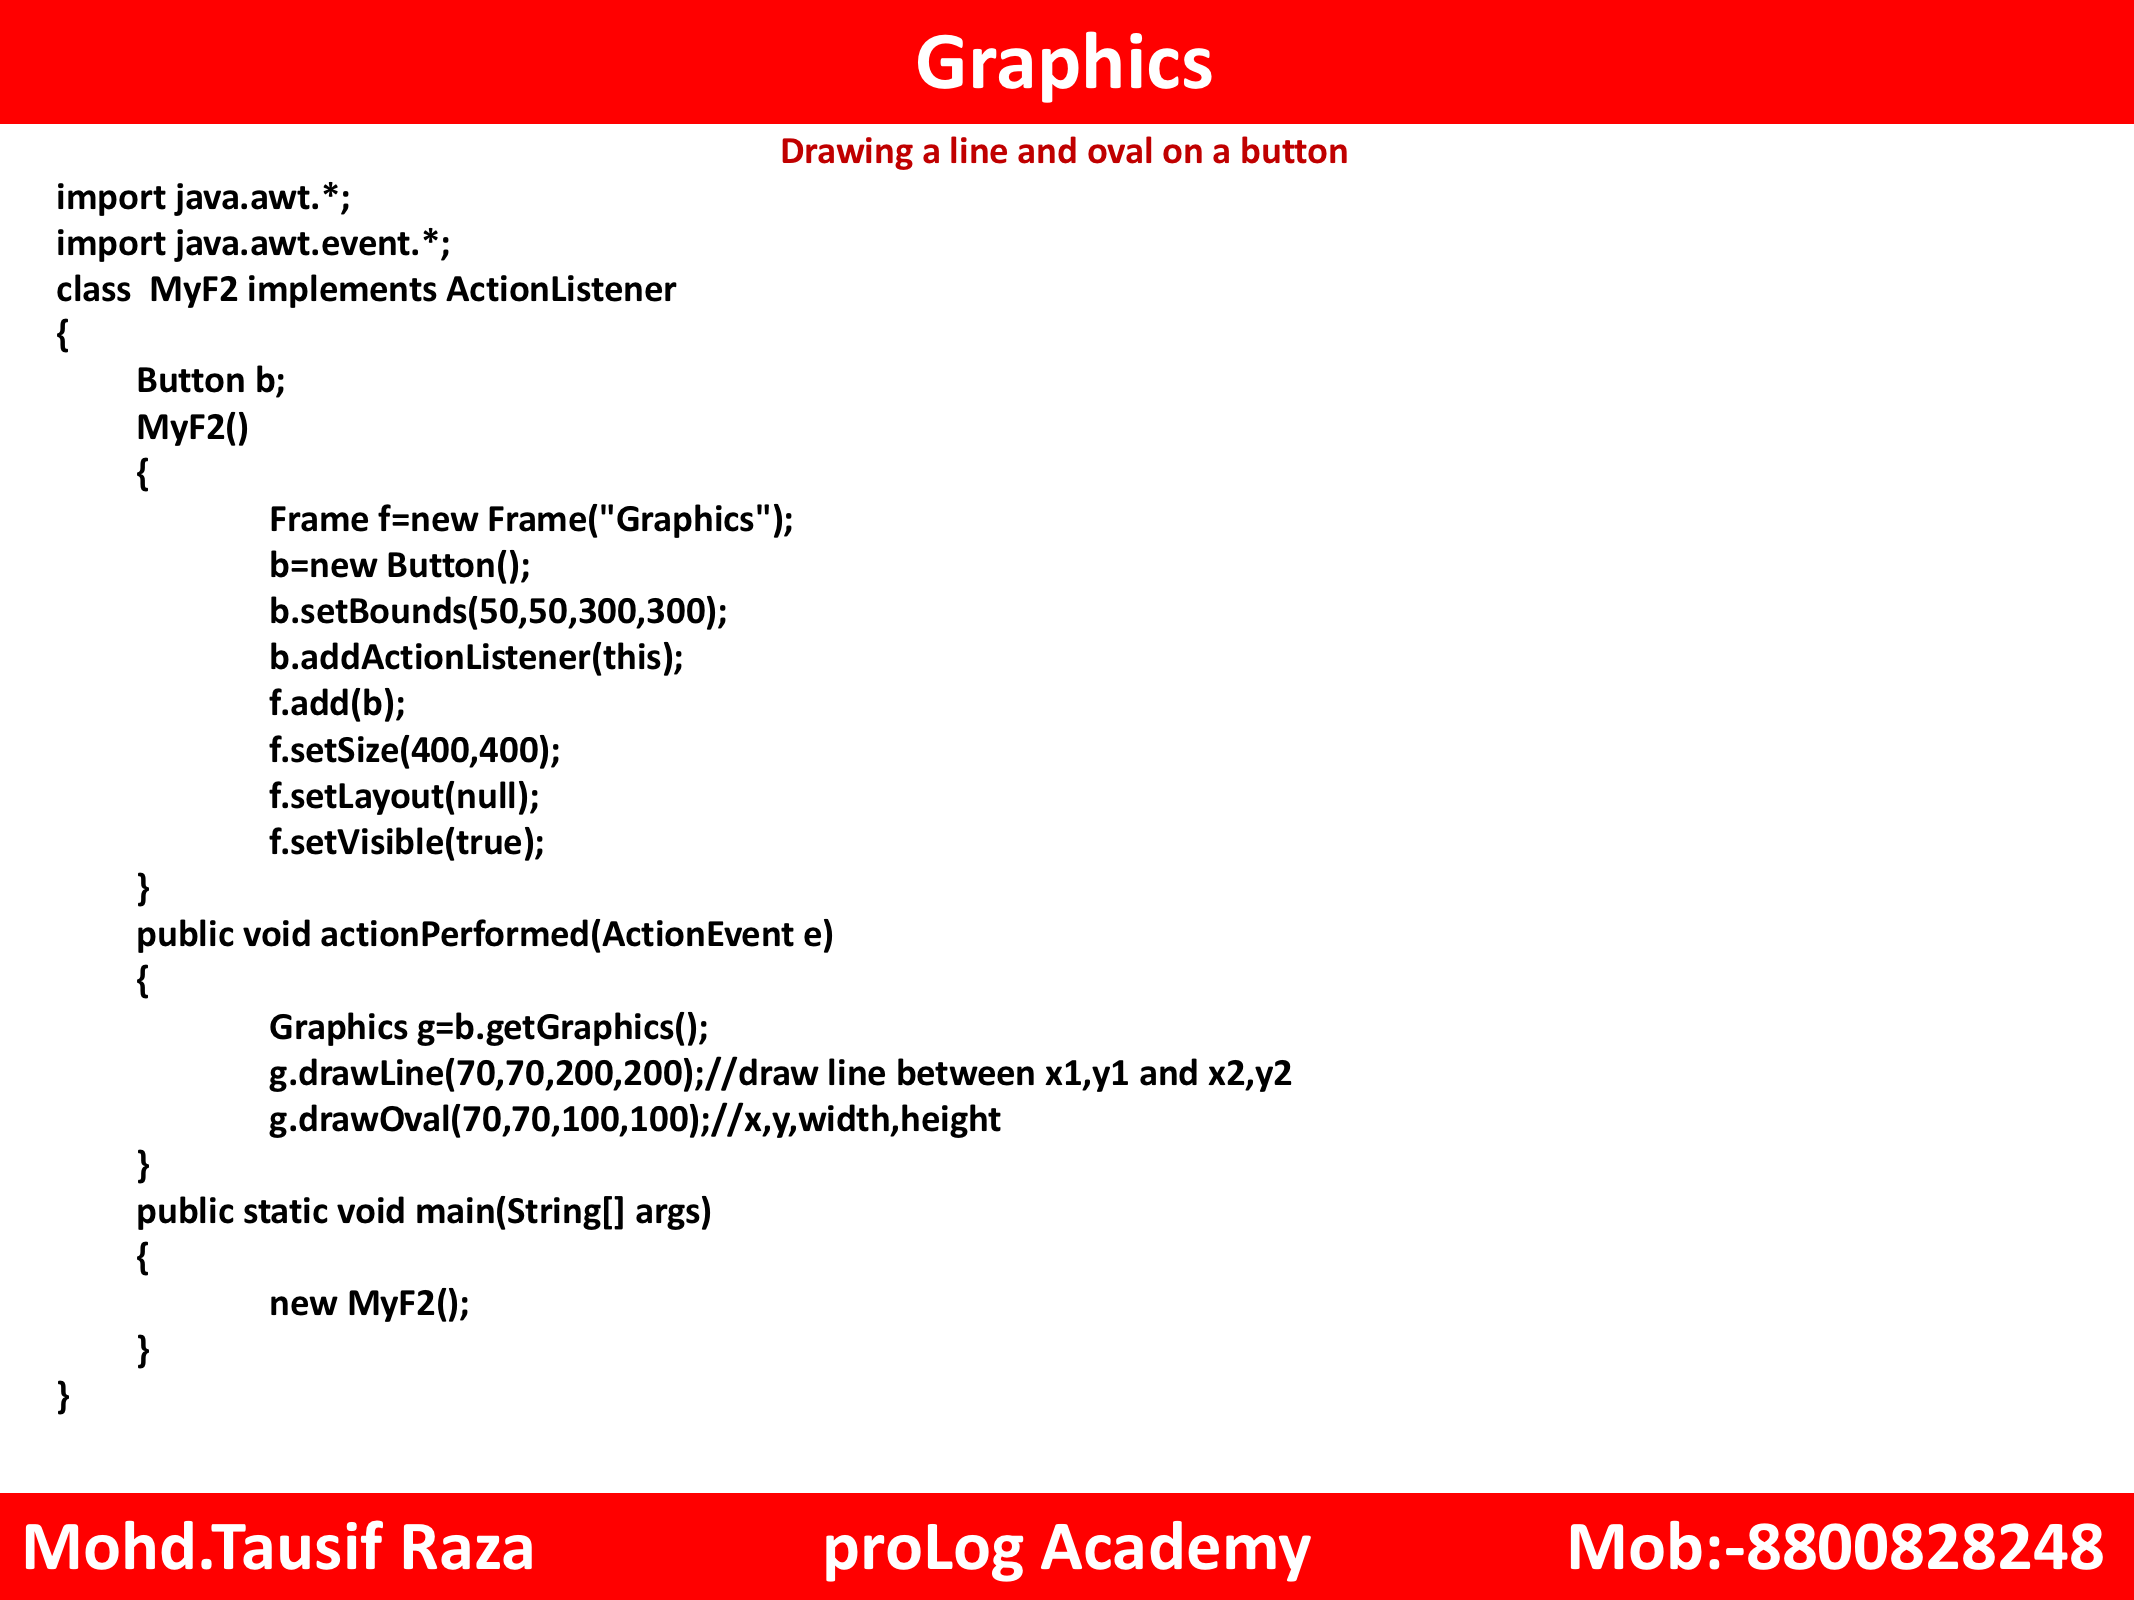 Graphics
Drawing a line and oval on a button
import java.awt.*;
import java.awt.event.*;
class  MyF2 implements ActionListener
{
Button b;
MyF2()
{
Frame f=new Frame("Graphics");
b=new Button();
b.setBounds(50,50,300,300);
b.addActionListener(this);
f.add(b);
f.setSize(400,400);
f.setLayout(null);
f.setVisible(true);
}
public void actionPerformed(ActionEvent e)
{
Graphics g=b.getGraphics();
g.drawLine(70,70,200,200);//draw line between x1,y1 and x2,y2
g.drawOval(70,70,100,100);//x,y,width,height
}
public static void main(String[] args)
{
new MyF2();
}
}
Mohd.Tausif Raza proLog Academy Mob:-8800828248